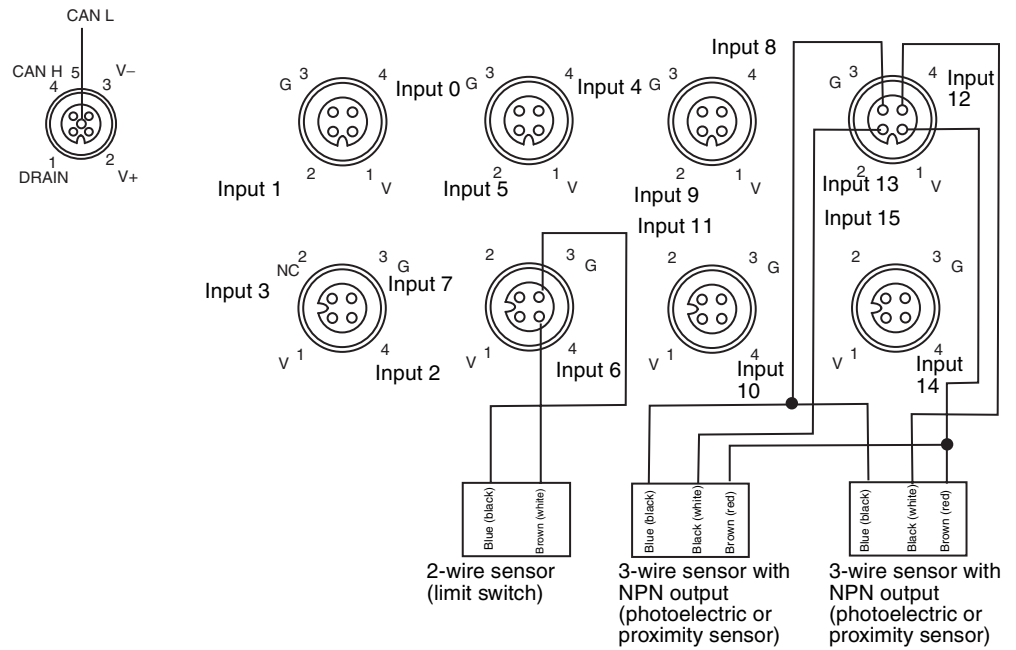 CAN L
CAN H 5 V–
4 3
1 2
DRAIN V+
G 3 4 Input 0
2 1 V
Input 1
G 3 4 Input 4
2 1 V
Input 5
Input 8
G 3 4
2 1 V
Input 9
G 3 4 Input
12
2 1 V
Input 13
Input 11
Input 15
NC 2 3 G
Input 3
V 1 4
Input 2
Input 7
2 3 G
V 1 4
Input 6
2 3 G
V 1 4
Input
10
2 3 G
V 1 4
Input
14
Blue (black)
Brown (white)
Blue (black)
Black (white)
Brown (red)
Blue (black)
Black (white)
Brown (red)
2-wire sensor
(limit switch)
3-wire sensor with
NPN output
(photoelectric or
proximity sensor)
3-wire sensor with
NPN output
(photoelectric or
proximity sensor)